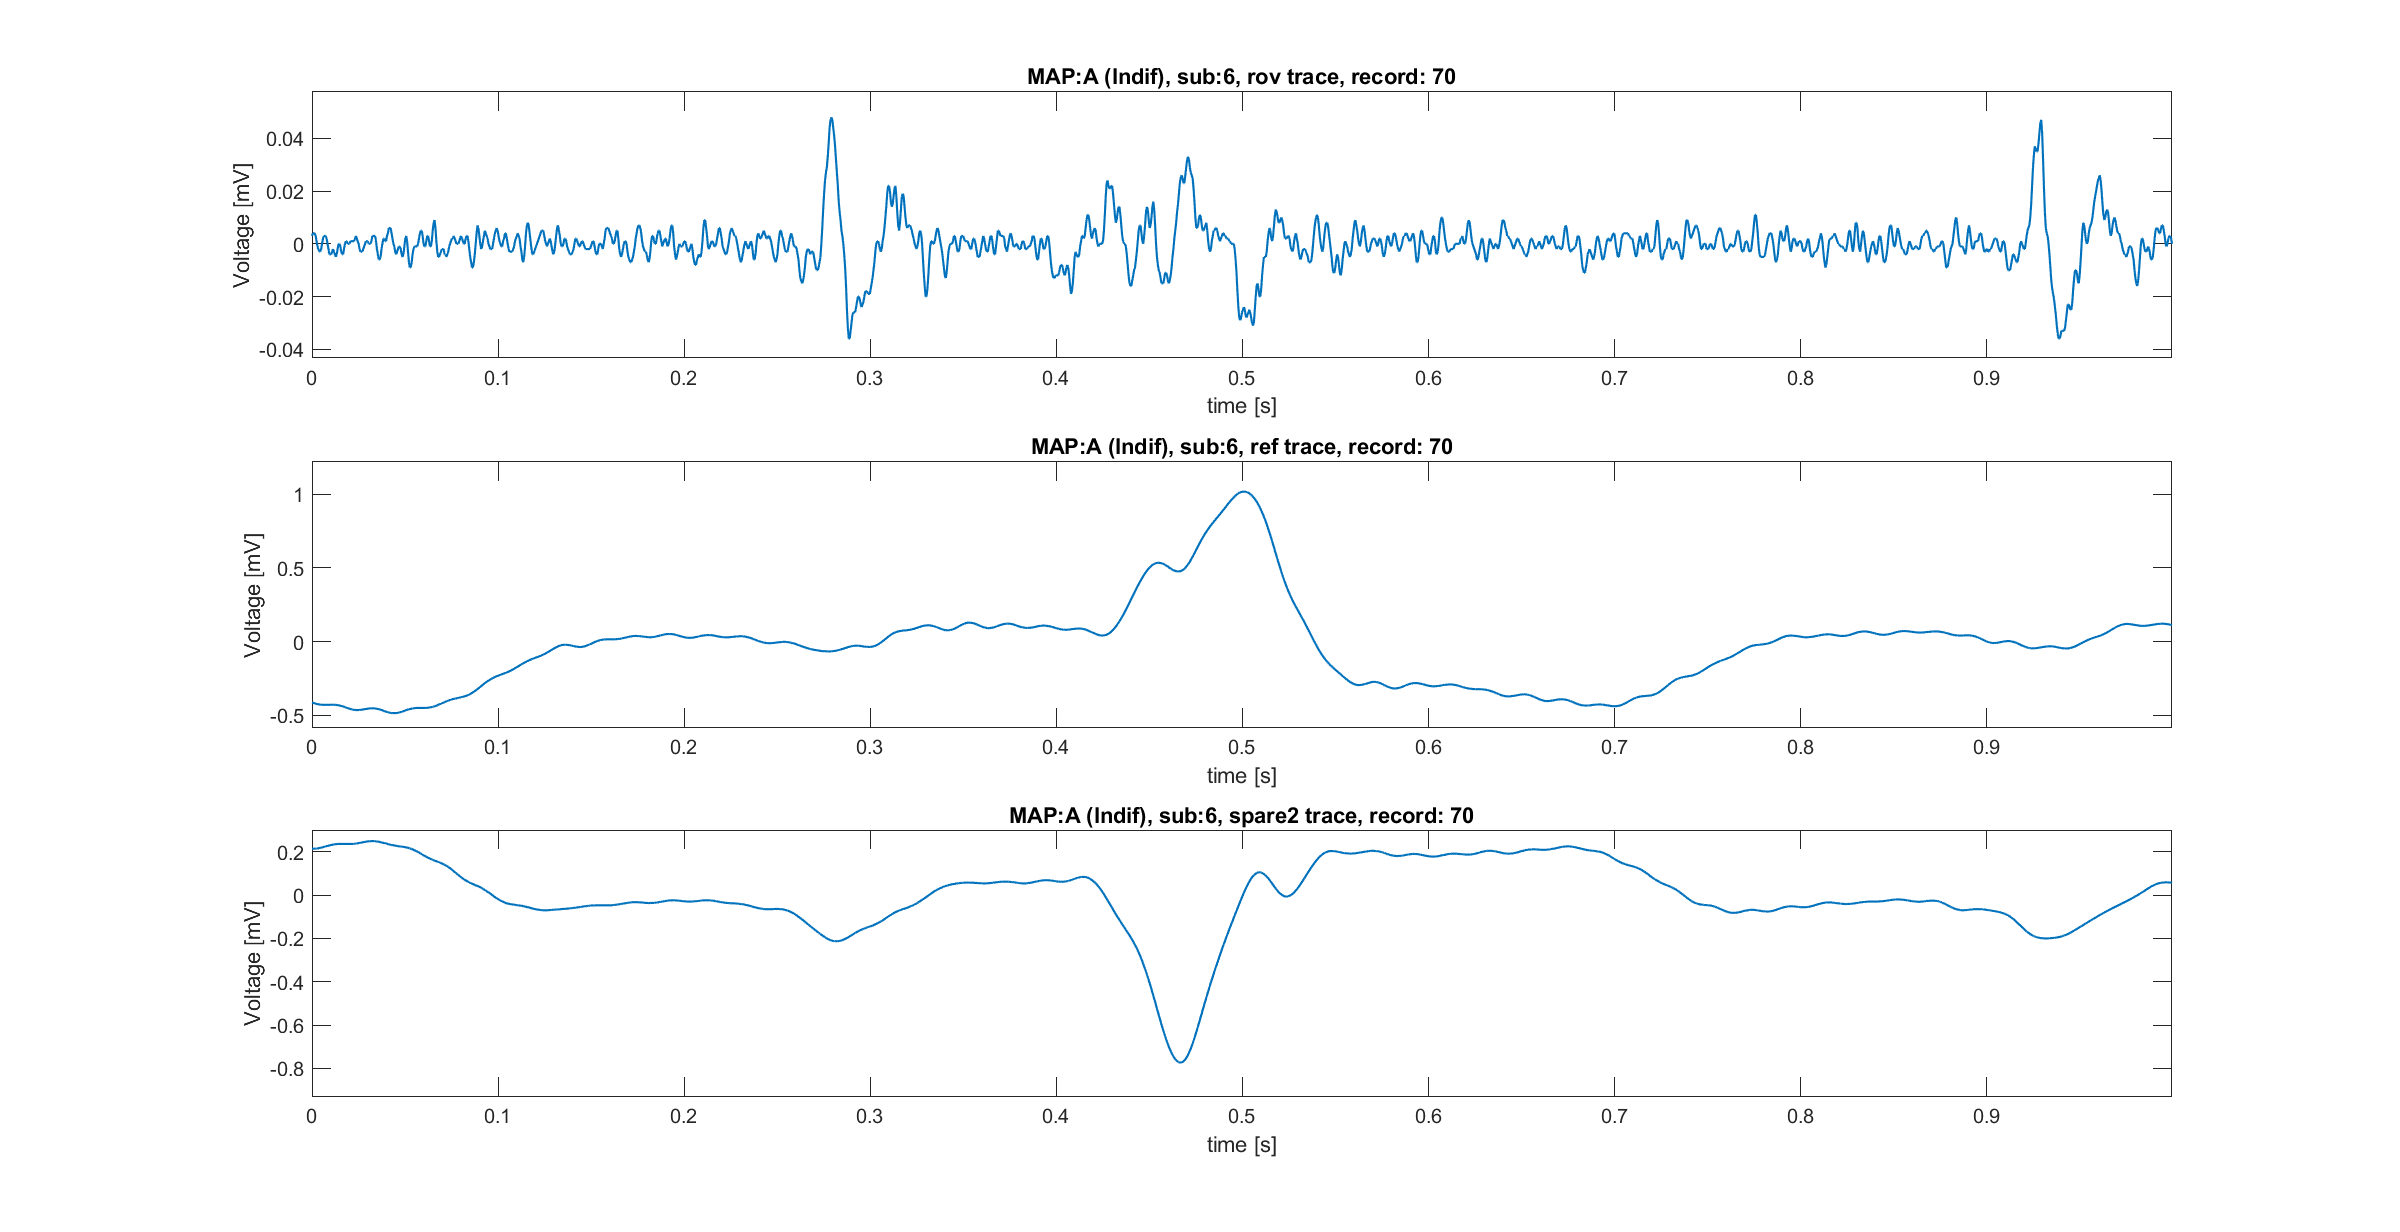 MAP:A (Indif), sub:6, rov trace, record: 70
Voltage [mV]
0.04
0.02
0
-0.02
-0.04
0 0.1 0.2 0.3 0.4 0.5 0.6 0.7 0.8 0.9
time [s]
MAP:A (Indif), sub:6, ref trace, record: 70
Voltage [mV]
1
0.5
0
-0.5
0 0.1 0.2 0.3 0.4 0.5 0.6 0.7 0.8 0.9
time [s]
MAP:A (Indif), sub:6, spare2 trace, record: 70
Voltage [mV]
0.2
0
-0.2
-0.4
-0.6
-0.8
0 0.1 0.2 0.3 0.4 0.5 0.6 0.7 0.8 0.9
time [s]